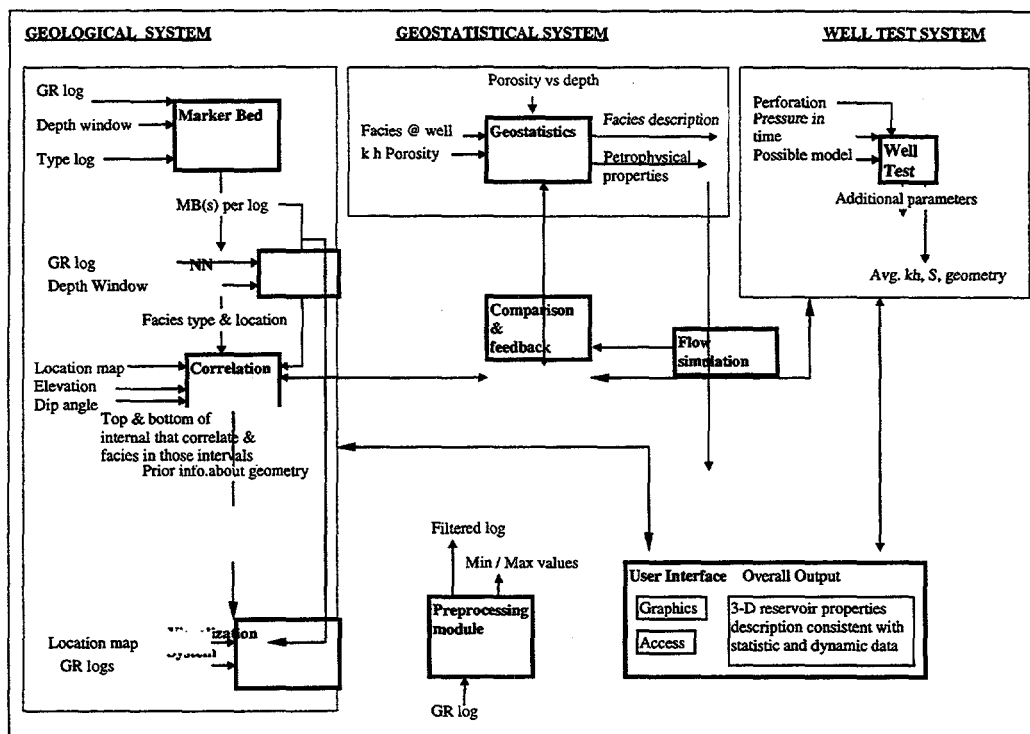 GEOLOGICAL SYSTEM
GEOSTATISTICAL SYSTEM
WELL TEST SYSTEM
GR log
Depth window
Type log
Marker Bed
MB(s) per log
GR log
Depth Window
NN
Facies type & location
Location map
Elevation
Dip angle
Correlation
Top & bottom of
internal that correlate &
facies in those intervals
Prior info.about geometry
Location map
GR logs
System
Porosity vs depth
Facies @ well
k h Porosity
Geostatistics
Facies description
Petrophysical
properties
Comparison
&
feedback
Flow
simulation
Filtered log
Min / Max values
Preprocessing
module
GR log
Perforation
Pressure in
time
Possible model
Well
Test
Additional parameters
Avg. kh, S, geometry
User Interface Overall Output
Graphics
Access
3-D reservoir properties
description consistent with
statistic and dynamic data